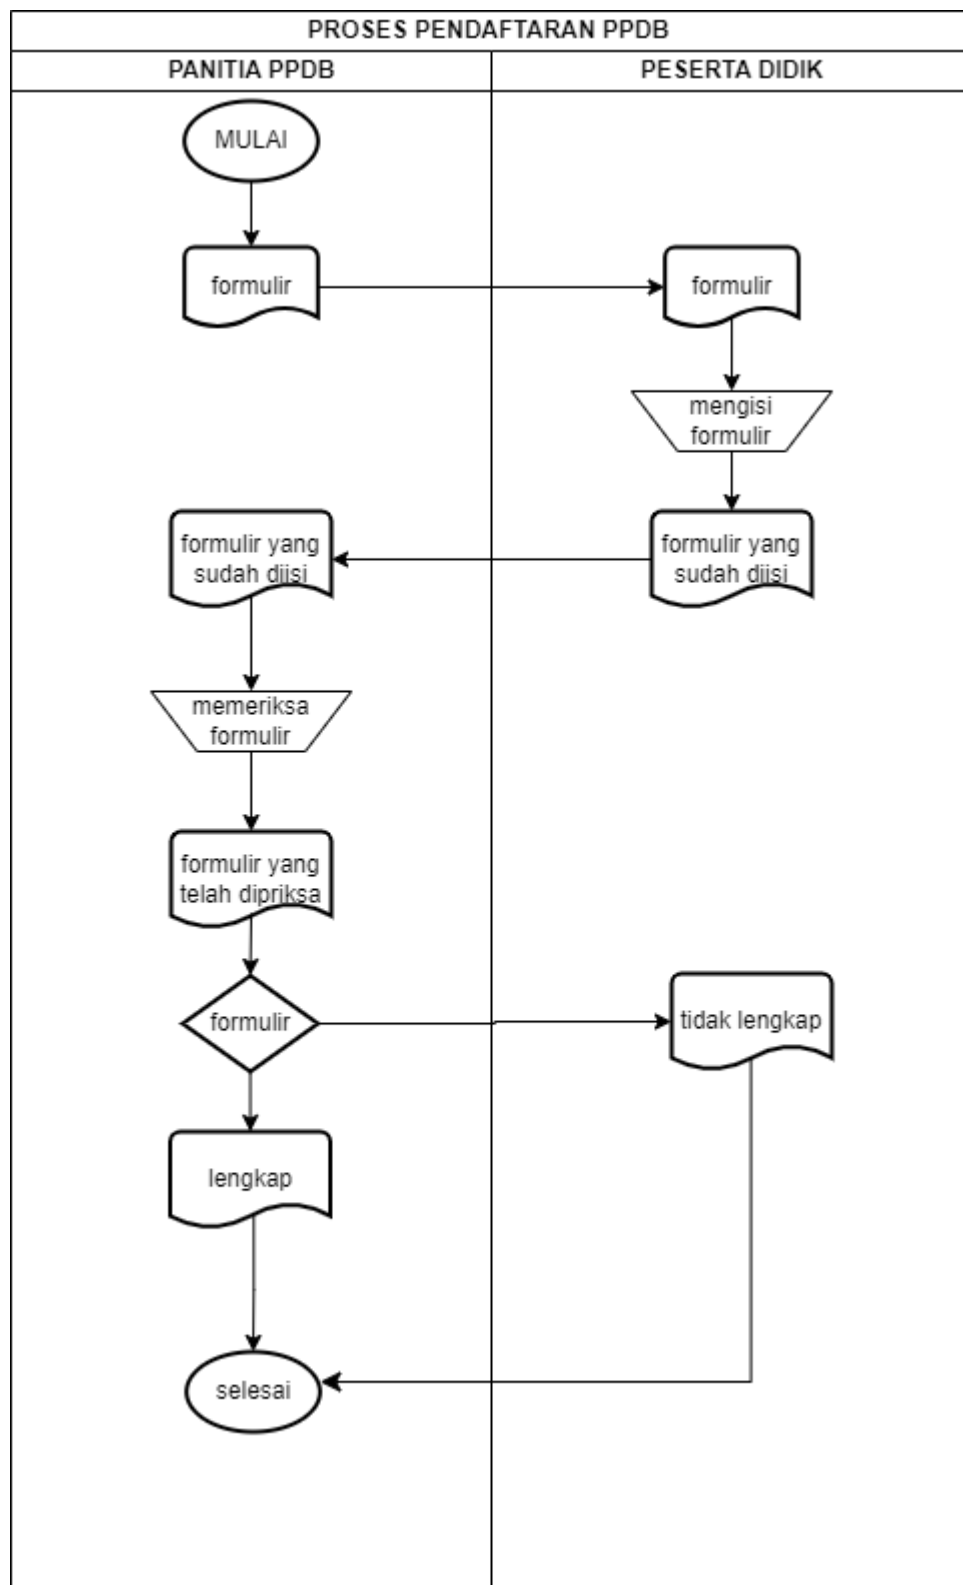 PROSES PENDAFTARAN PPDB
PANITIA PPDB
PESERTA DIDIK
MULAI
formulir
formulir
mengisi
formulir
formulir yang
sudah diisi
formulir yang
sudah diisi
memeriksa
formulir
formulir yang
telah dipriksa
formulir
tidak lengkap
lengkap
selesai